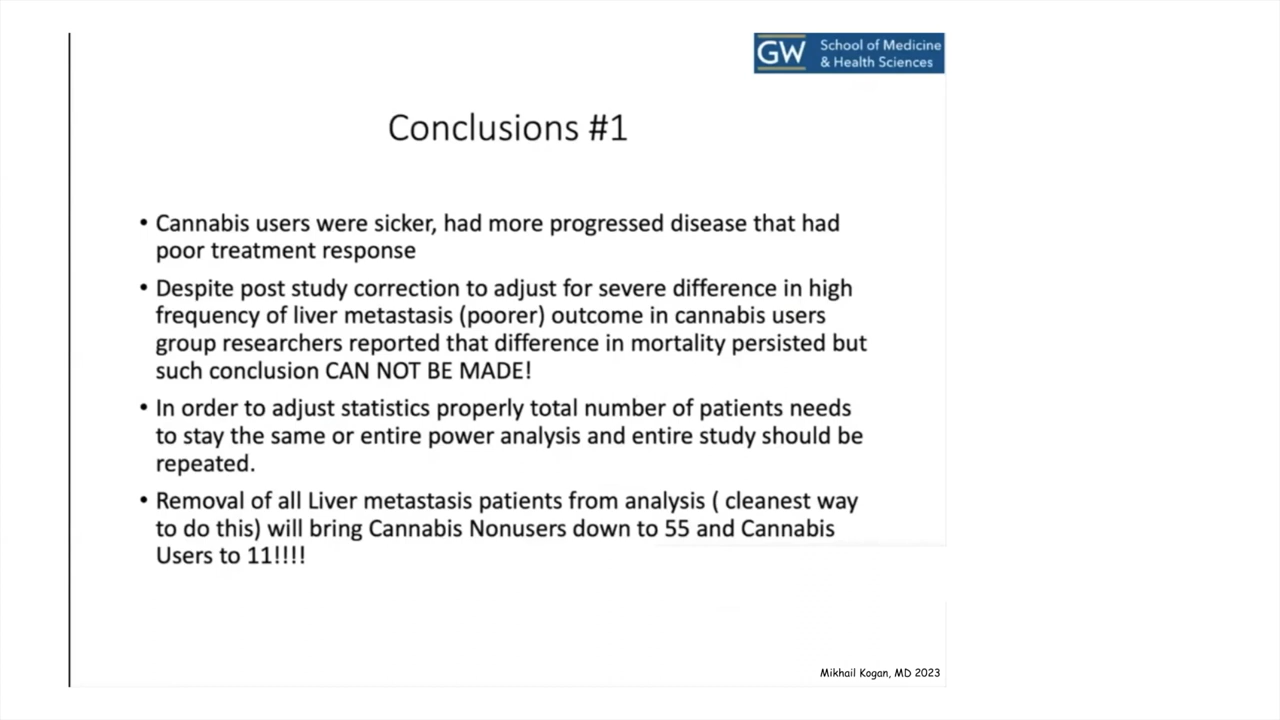 GW School of Medicine
& Health Sciences
Conclusions #1
• Cannabis users were sicker, had more progressed disease that had
poor treatment response
• Despite post study correction to adjust for severe difference in high
frequency of liver metastasis (poorer) outcome in cannabis users
group researchers reported that difference in mortality persisted but
such conclusion CAN NOT BE MADE!
• In order to adjust statistics properly total number of patients needs
to stay the same or entire power analysis and entire study should be
repeated.
• Removal of all Liver metastasis patients from analysis ( cleanest way
to do this) will bring Cannabis Nonusers down to 55 and Cannabis
Users to 11!!!!
Mikhail Kogan, MD 2023